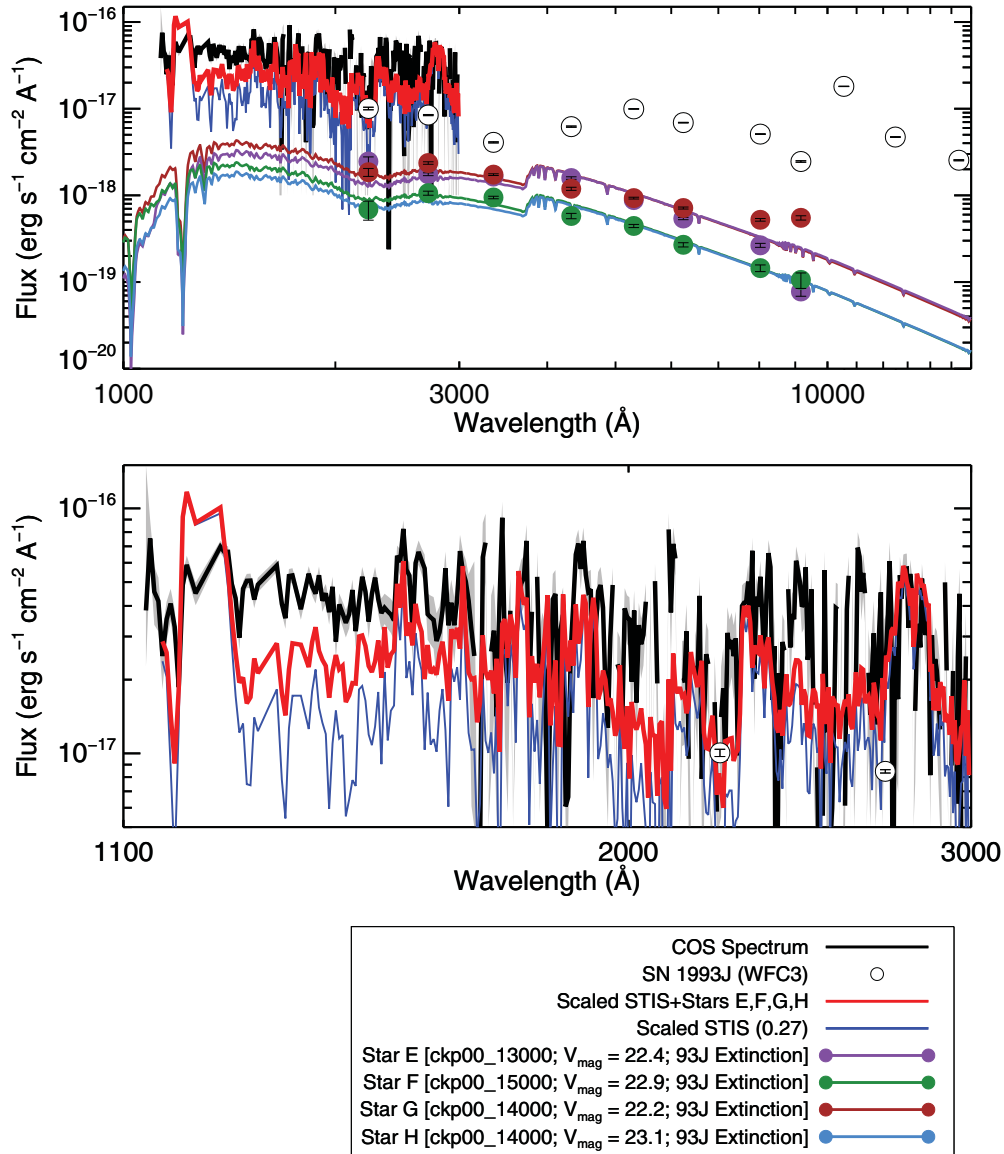 10⁻¹⁶
10⁻¹⁷
10⁻¹⁸
10⁻¹⁹
10⁻²⁰
Flux (erg s⁻¹ cm⁻² A⁻¹)
1000 3000 10000
Wavelength (Å)
10⁻¹⁶
10⁻¹⁷
Flux (erg s⁻¹ cm⁻² A⁻¹)
1100 2000 3000
Wavelength (Å)
COS Spectrum
SN 1993J (WFC3)
Scaled STIS+Stars E,F,G,H
Scaled STIS (0.27)
Star E [ckp00_13000; Vmag = 22.4; 93J Extinction]
Star F [ckp00_15000; Vmag = 22.9; 93J Extinction]
Star G [ckp00_14000; Vmag = 22.2; 93J Extinction]
Star H [ckp00_14000; Vmag = 23.1; 93J Extinction]